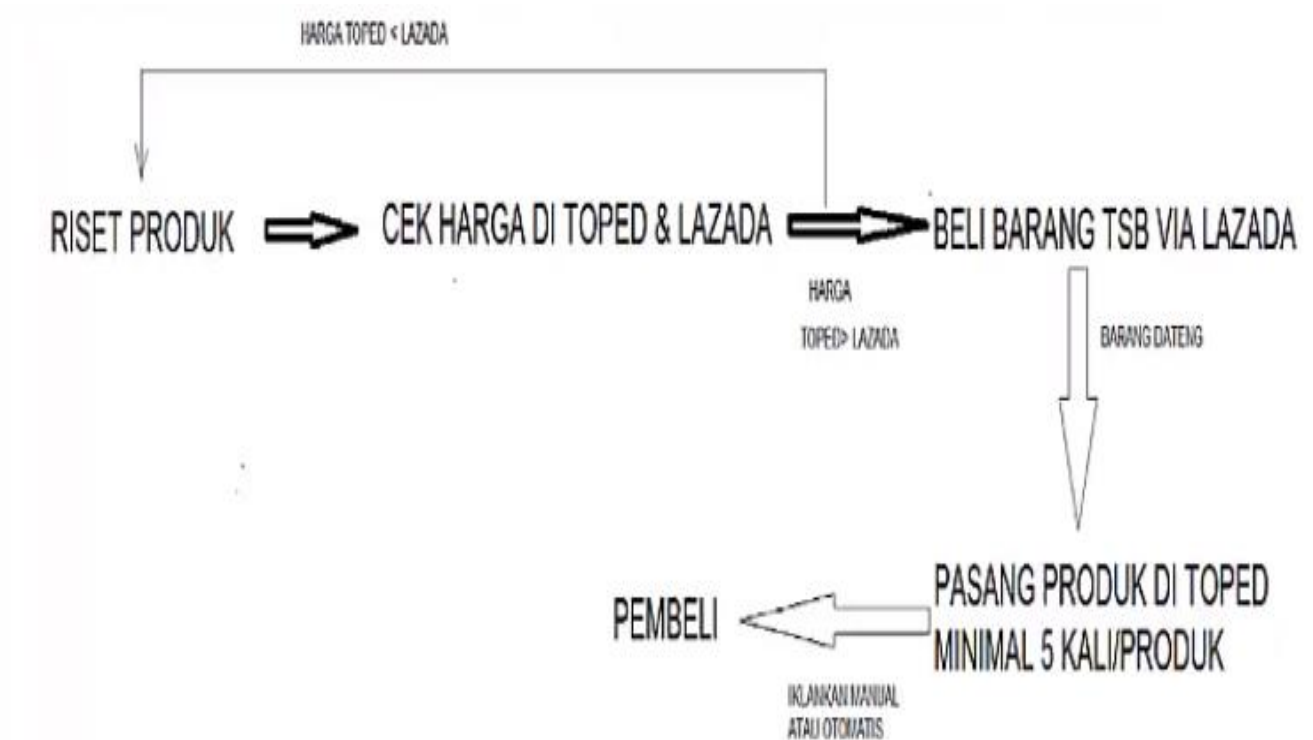 HARGA TOPED < LAZADA
RISET PRODUK
CEK HARGA DI TOPED & LAZADA
BELI BARANG TSB VIA LAZADA
HARGA
TOPED> LAZADA
BARANG DATENG
PASANG PRODUK DI TOPED
MINIMAL 5 KALI/PRODUK
PEMBELI
IKLANKAN MANUAL
ATAU OTOMATIS